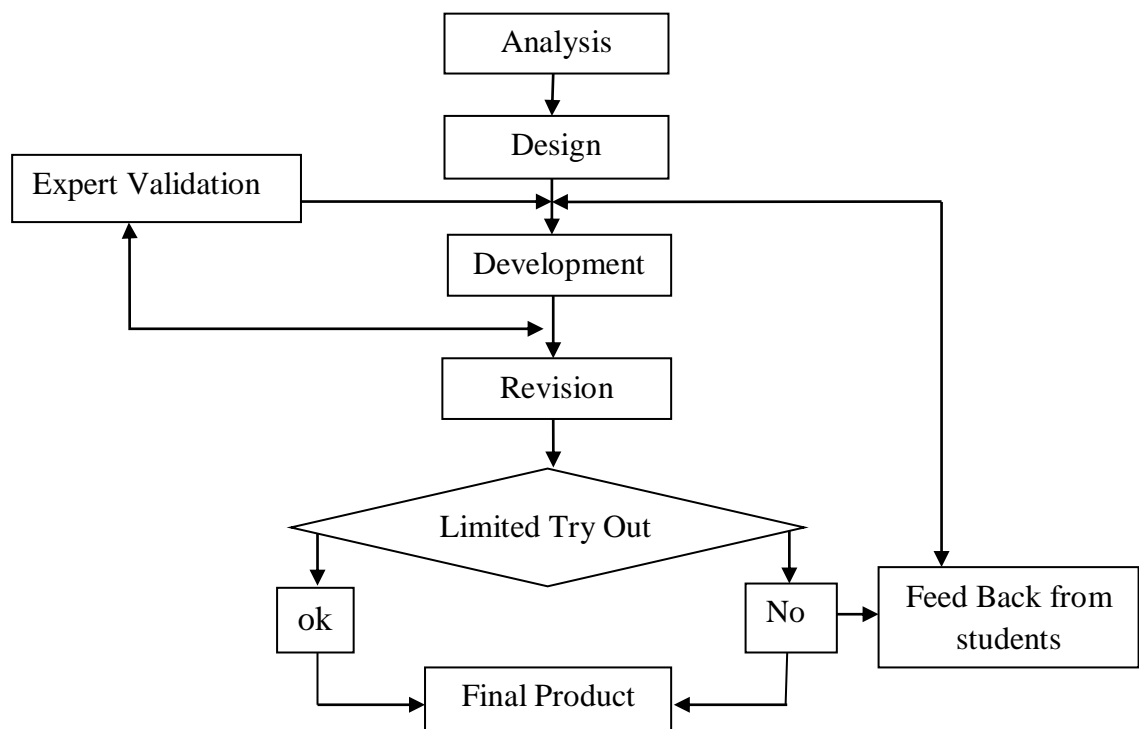 Analysis
Design
Expert Validation
Development
Revision
Limited Try Out
ok
No
Feed Back from
students
Final Product